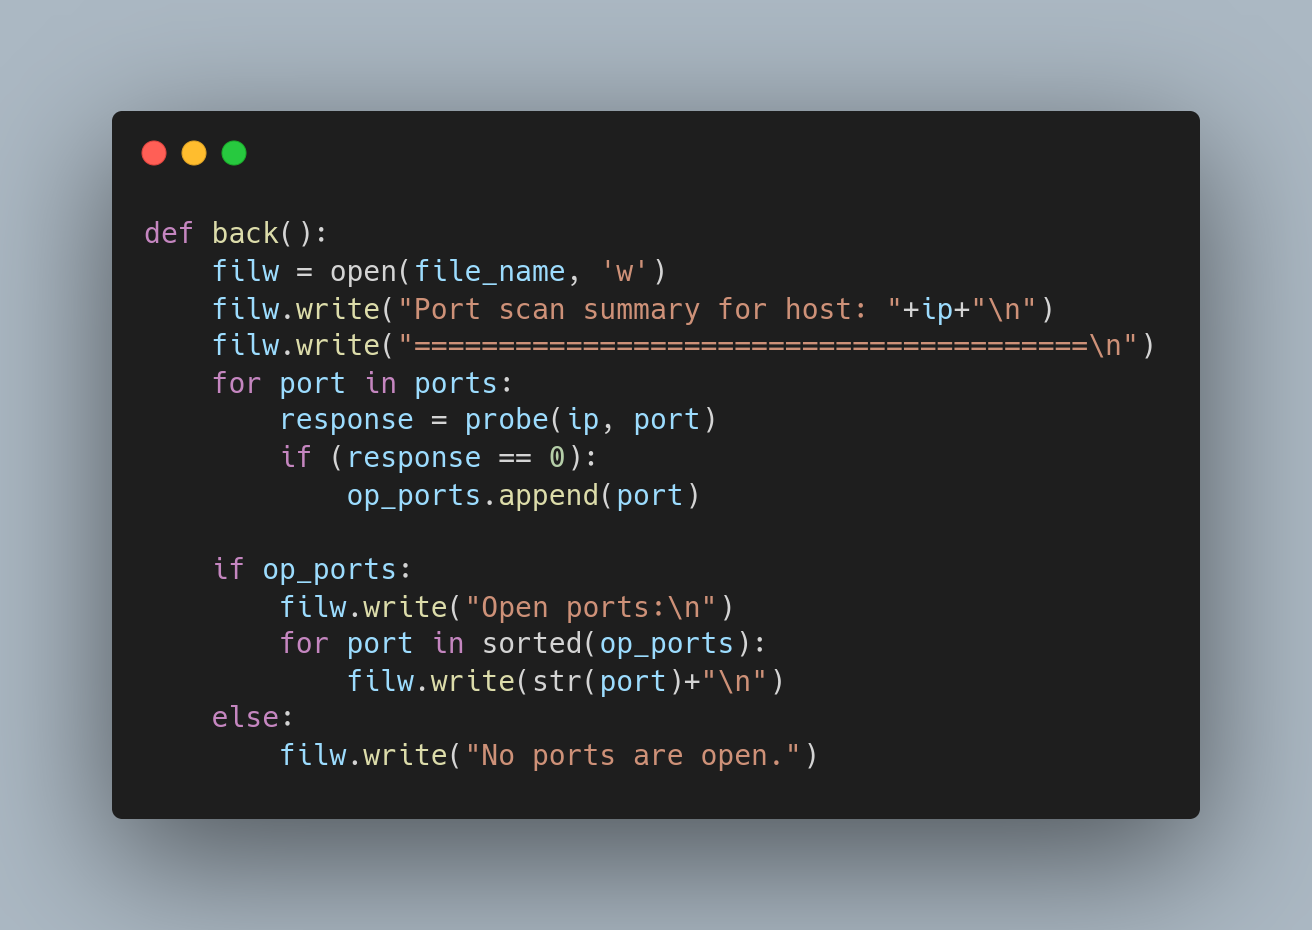 def back():
    filw = open(file_name, 'w')
    filw.write("Port scan summary for host: "+ip+"\n")
    filw.write("========================================\n")
    for port in ports:
        response = probe(ip, port)
        if (response == 0):
            op_ports.append(port)

    if op_ports:
        filw.write("Open ports:\n")
        for port in sorted(op_ports):
            filw.write(str(port)+"\n")
    else:
        filw.write("No ports are open.")